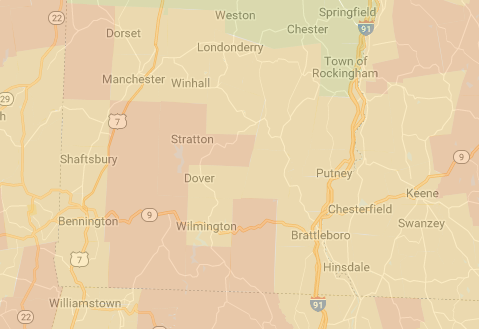 Weston
Springfield
22
Dorset
Chester
91
Londonderry
Town of
Rockingham
Manchester
Winhall
29
h
7
Stratton
9
Shaftsbury
Dover
Putney
Keene
Chesterfield
9
Bennington
Wilmington
Swanzey
Brattleboro
7
Hinsdale
Williamstown
91
22